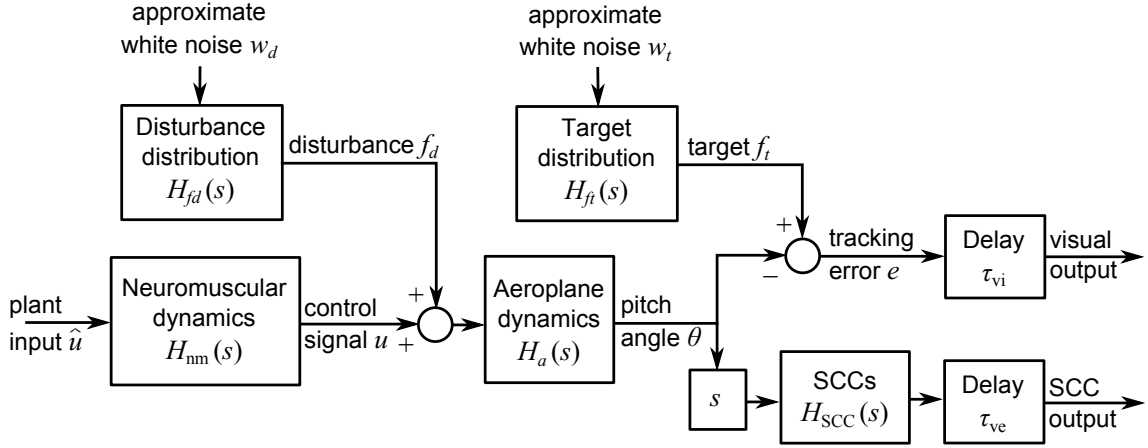 approximate
white noise w_d
approximate
white noise w_t
Disturbance
distribution
H_fd(s)
disturbance f_d
Target
distribution
H_ft(s)
target f_t
+
−
tracking
error e
Delay
τ_vi
visual
output
plant
input û
Neuromuscular
dynamics
H_nm(s)
control
signal u
+
+
Aeroplane
dynamics
H_a(s)
pitch
angle θ
s
SCCs
H_SCC(s)
Delay
τ_ve
SCC
output